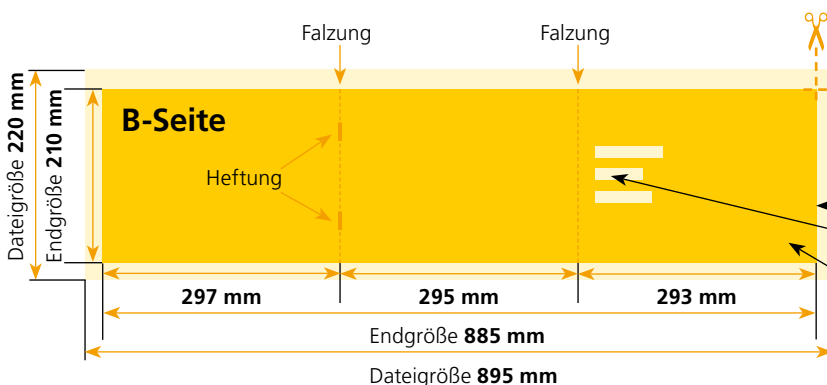 Falzung
Falzung
B-Seite
Dateigröße 220 mm
Endgröße 210 mm
Heftung
297 mm
295 mm
293 mm
Endgröße 885 mm
Dateigröße 895 mm